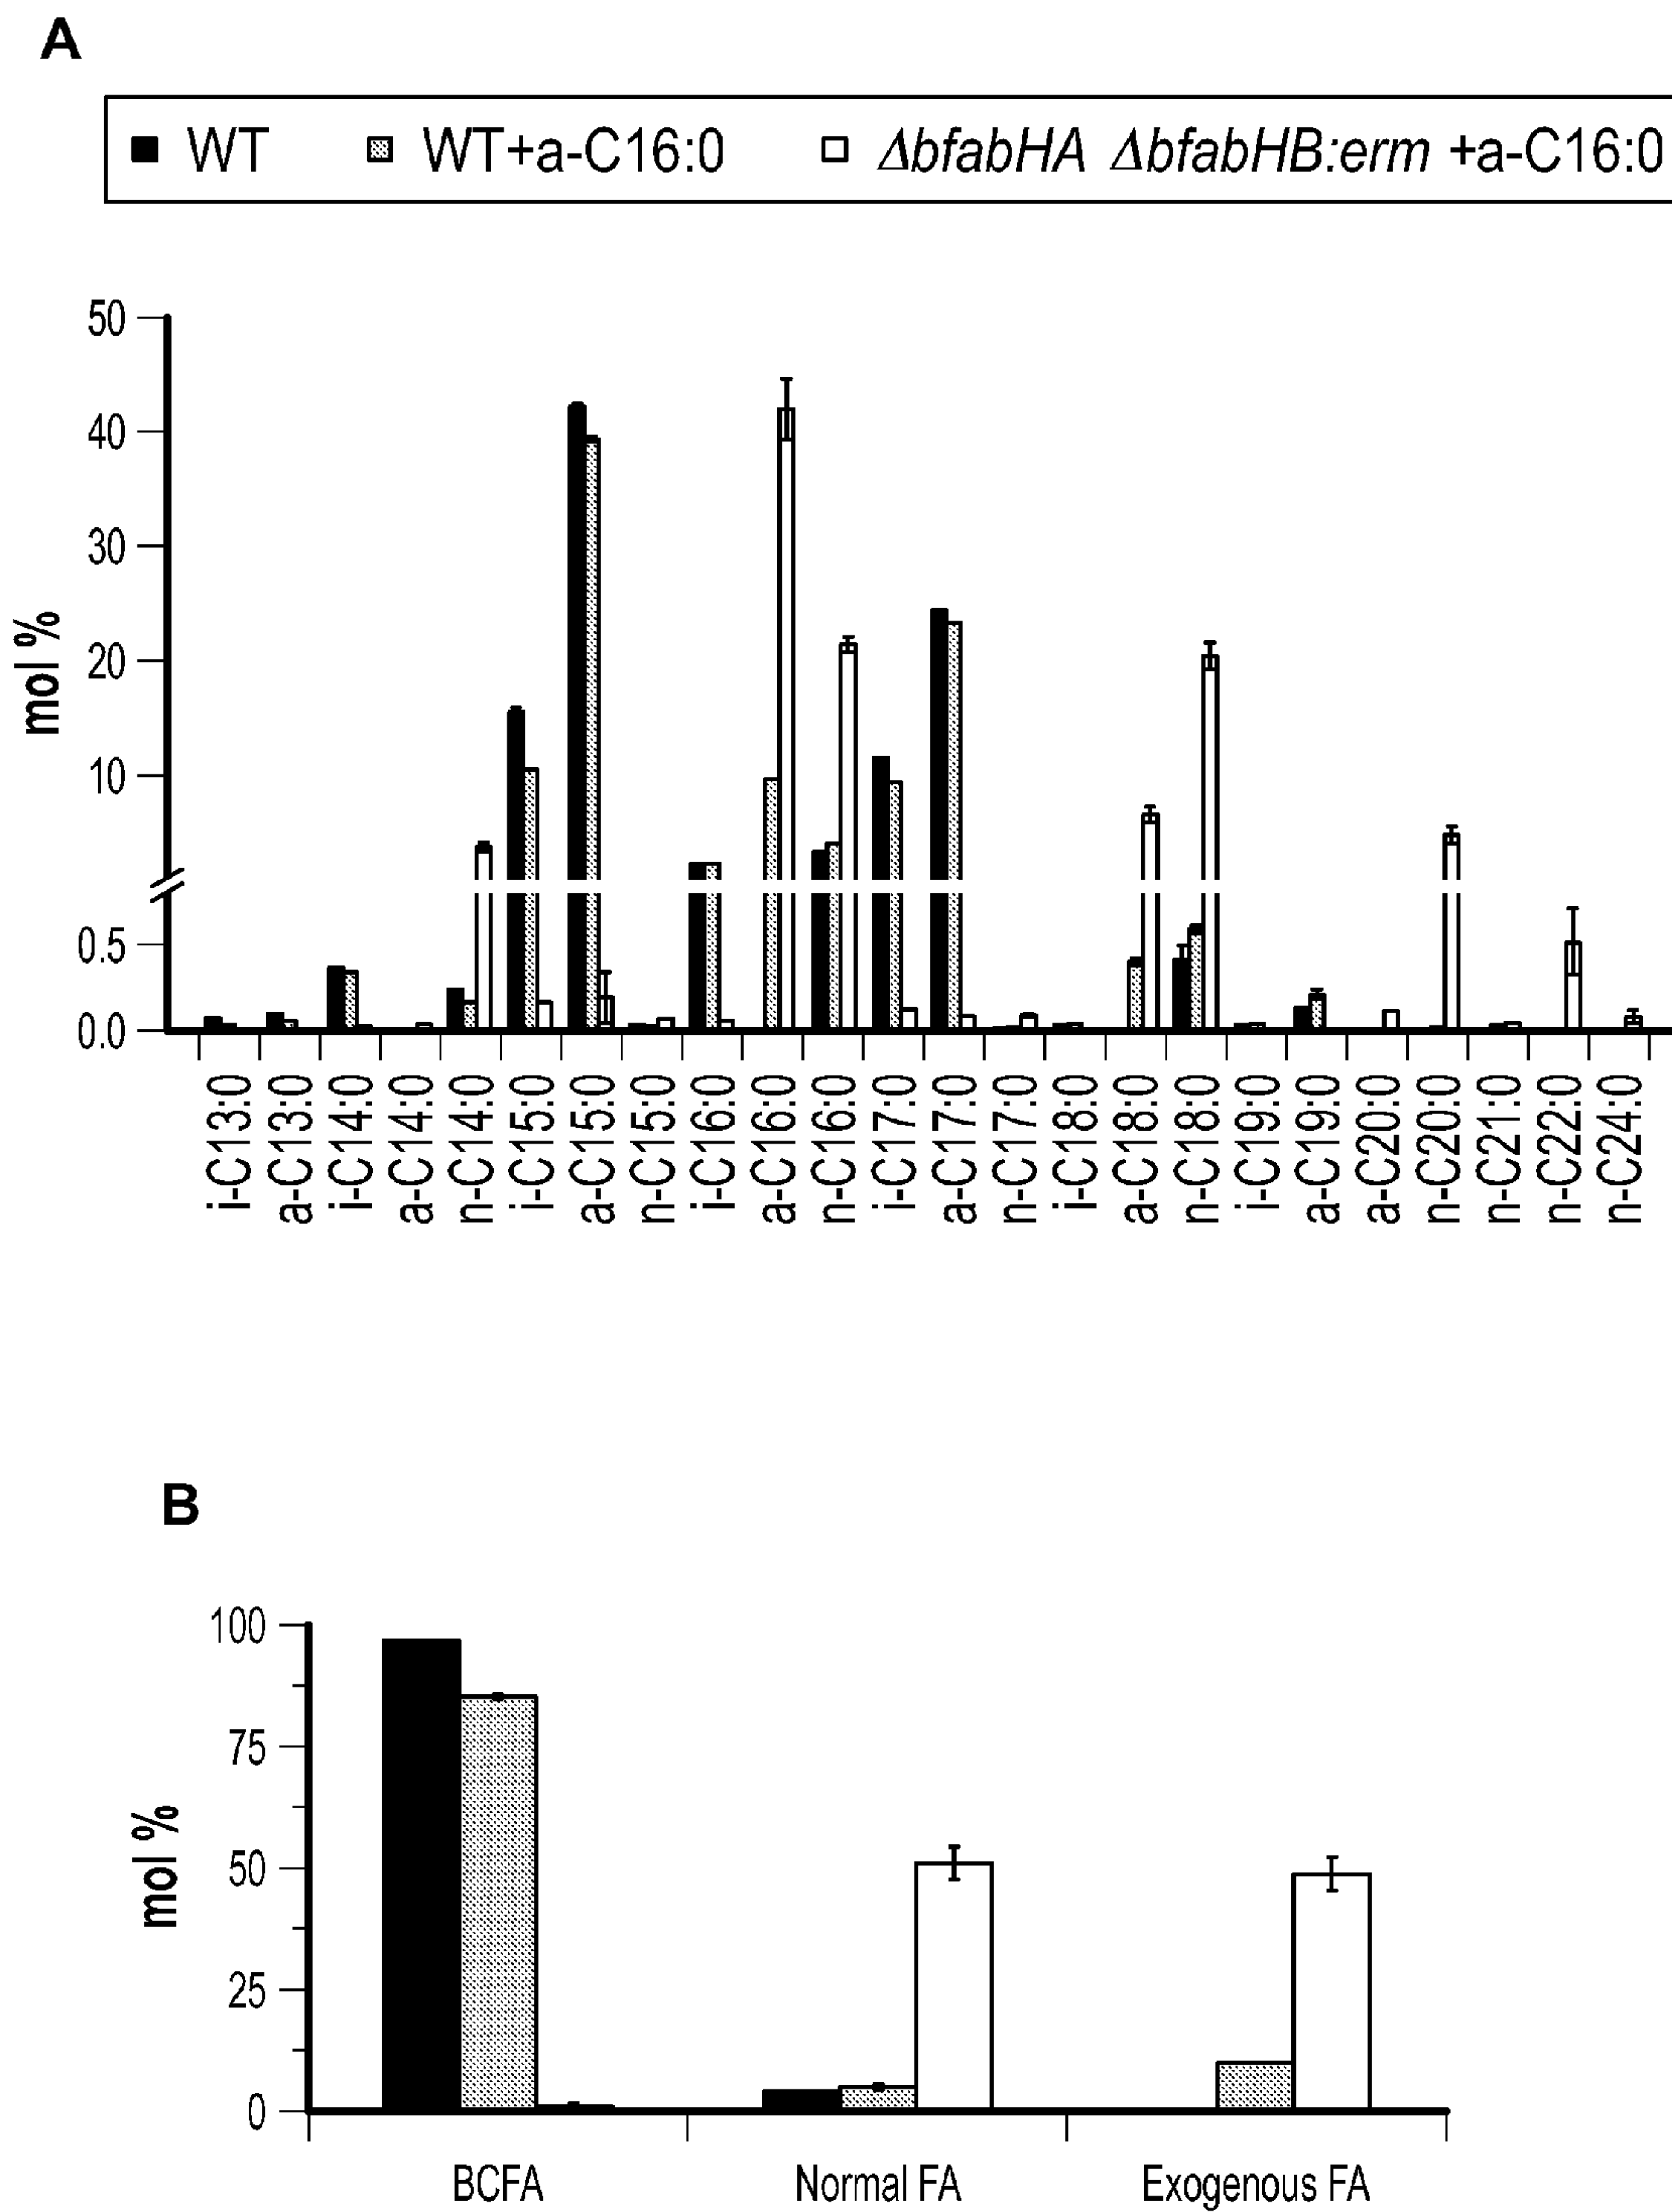 A
WT WT+a-C16:0 ΔbfabHA ΔbfabHB:erm +a-C16:0
50
40
30
20
10
0.5
0.0
mol %
i-C13:0 a-C13:0 i-C14:0 a-C14:0 n-C14:0 i-C15:0 a-C15:0 n-C15:0 i-C16:0 a-C16:0 n-C16:0 i-C17:0 a-C17:0 n-C17:0 i-C18:0 a-C18:0 n-C18:0 i-C19:0 a-C19:0 a-C20:0 n-C20:0 n-C21:0 n-C22:0 n-C24:0
B
100
75
50
25
0
mol %
BCFA Normal FA Exogenous FA